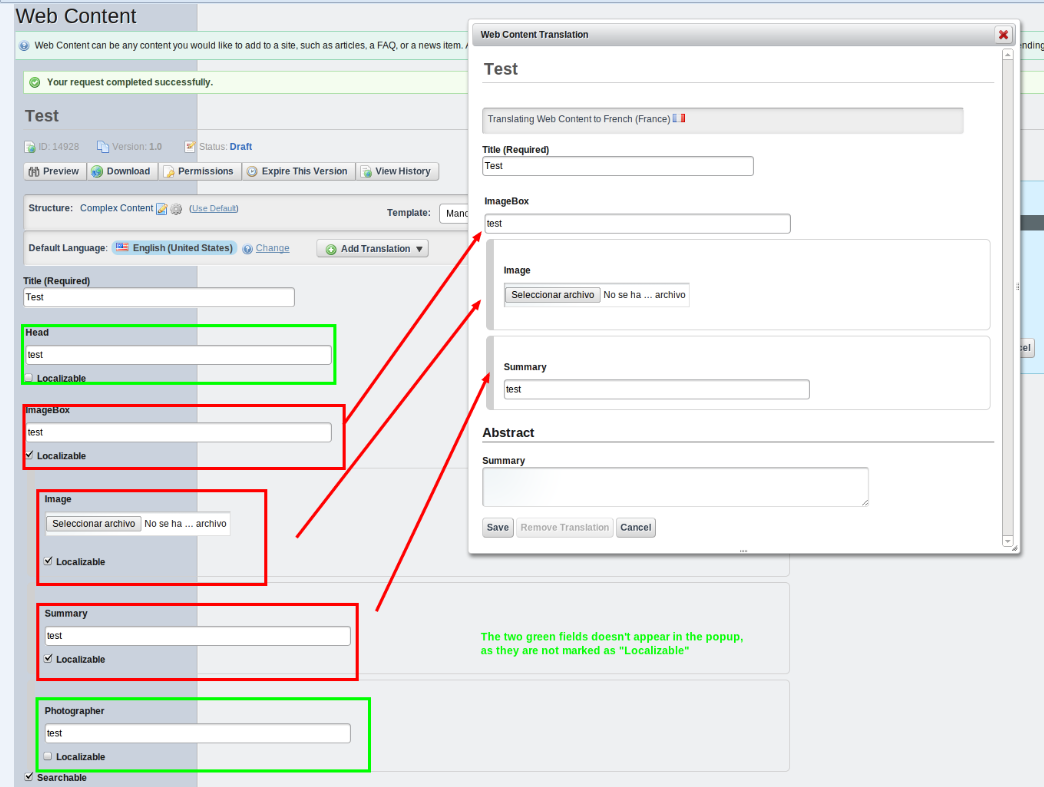 Web Content
Web Content can be any content you would like to add to a site, such as articles, a FAQ, or a news item.
Your request completed successfully.
Test
ID: 14928 Version: 1.0 Status: Draft
Preview Download Permissions Expire This Version View History
Structure: Complex Content (Use Default) Template:
Default Language: English (United States) Change Add Translation
Title (Required)
Test
Head
test
Localizable
ImageBox
test
Localizable
Image
Seleccionar archivo No se ha … archivo
Localizable
Summary
test
Localizable
Photographer
test
Localizable
Searchable
Web Content Translation
Test
Translating Web Content to French (France)
Title (Required)
Test
ImageBox
test
Image
Seleccionar archivo No se ha … archivo
Summary
test
Abstract
Summary
Save Remove Translation Cancel
The two green fields doesn't appear in the popup,
as they are not marked as "Localizable"